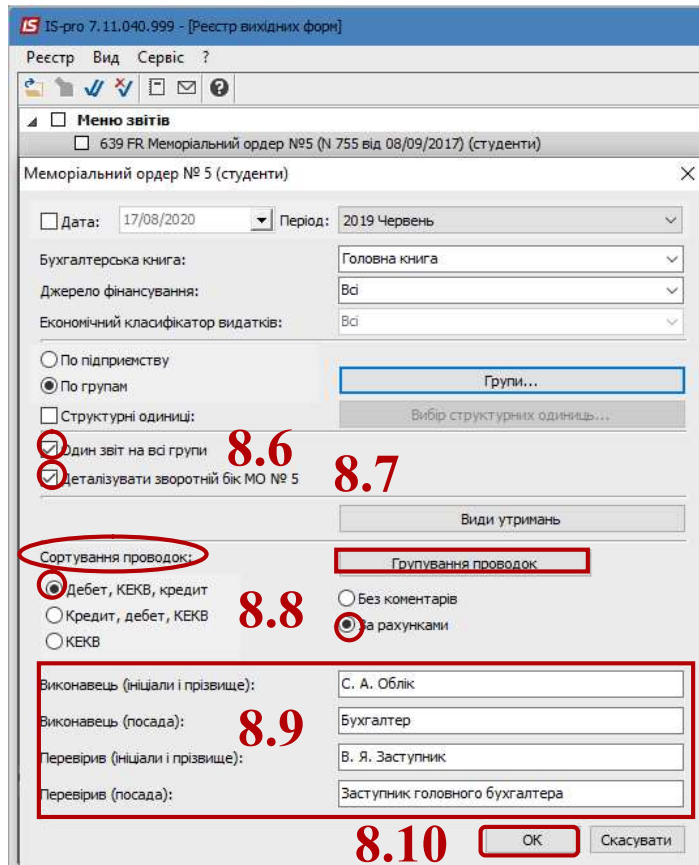 IS-pro 7.11.040.999 - [Реєстр вихідних форм]
Реєстр Вид Сервіс ?
Меню звітів
639 FR Меморіальний ордер №5 (N 755 від 08/09/2017) (студенти)
Меморіальний ордер № 5 (студенти)
Дата: 17/08/2020 Період: 2019 Червень
Бухгалтерська книга: Головна книга
Джерело фінансування: Всі
Економічний класифікатор видатків: Всі
По підприємству
По групам Групи...
Структурні одиниці: Вибір структурних одиниць...
Один звіт на всі групи 8.6
Деталізувати зворотній бік МО № 5 8.7
Види утримань
Сортування проводок: Групування проводок
Дебет, КЕКВ, кредит 8.8 Без коментарів
Кредит, дебет, КЕКВ За рахунками
КЕКВ
Виконавець (ініціали і прізвище): С. А. Облік
Виконавець (посада): 8.9 Бухгалтер
Перевірив (ініціали і прізвище): В. Я. Заступник
Перевірив (посада): Заступник головного бухгалтера
8.10 ОК Скасувати